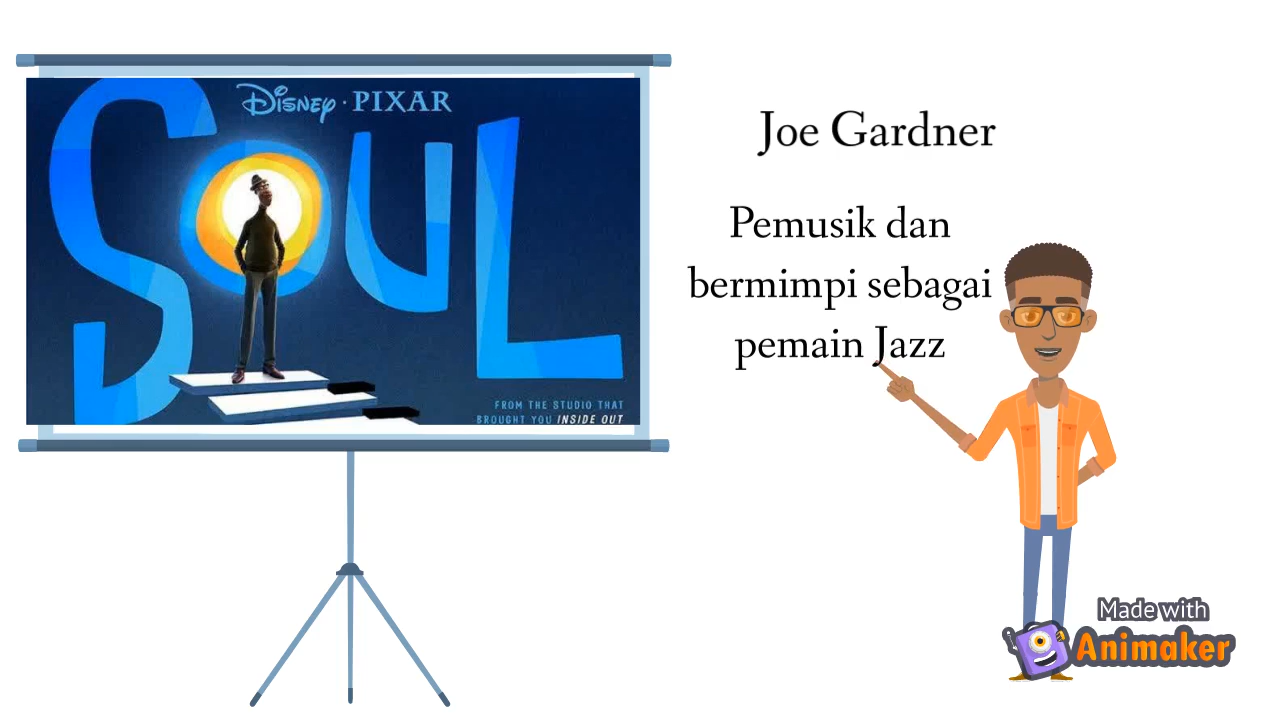 DISNEY · PIXAR
SOUL
FROM THE STUDIO THAT
BROUGHT YOU INSIDE OUT
Joe Gardner
Pemusik dan
bermimpi sebagai
pemain Jazz
Made with
Animaker